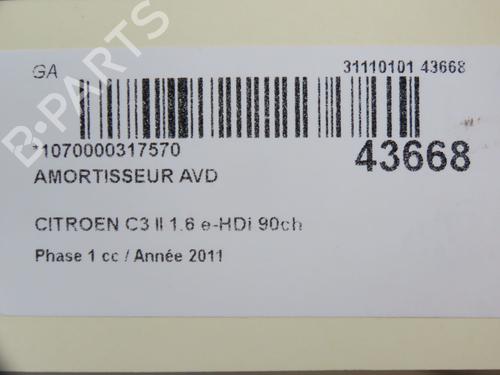 GA
31110101 43668
*1070000317570
43668
AMORTISSEUR AVD
CITROEN C3 II 1.6 e-HDi 90ch
Phase 1 cc / Année 2011
B-PARTS